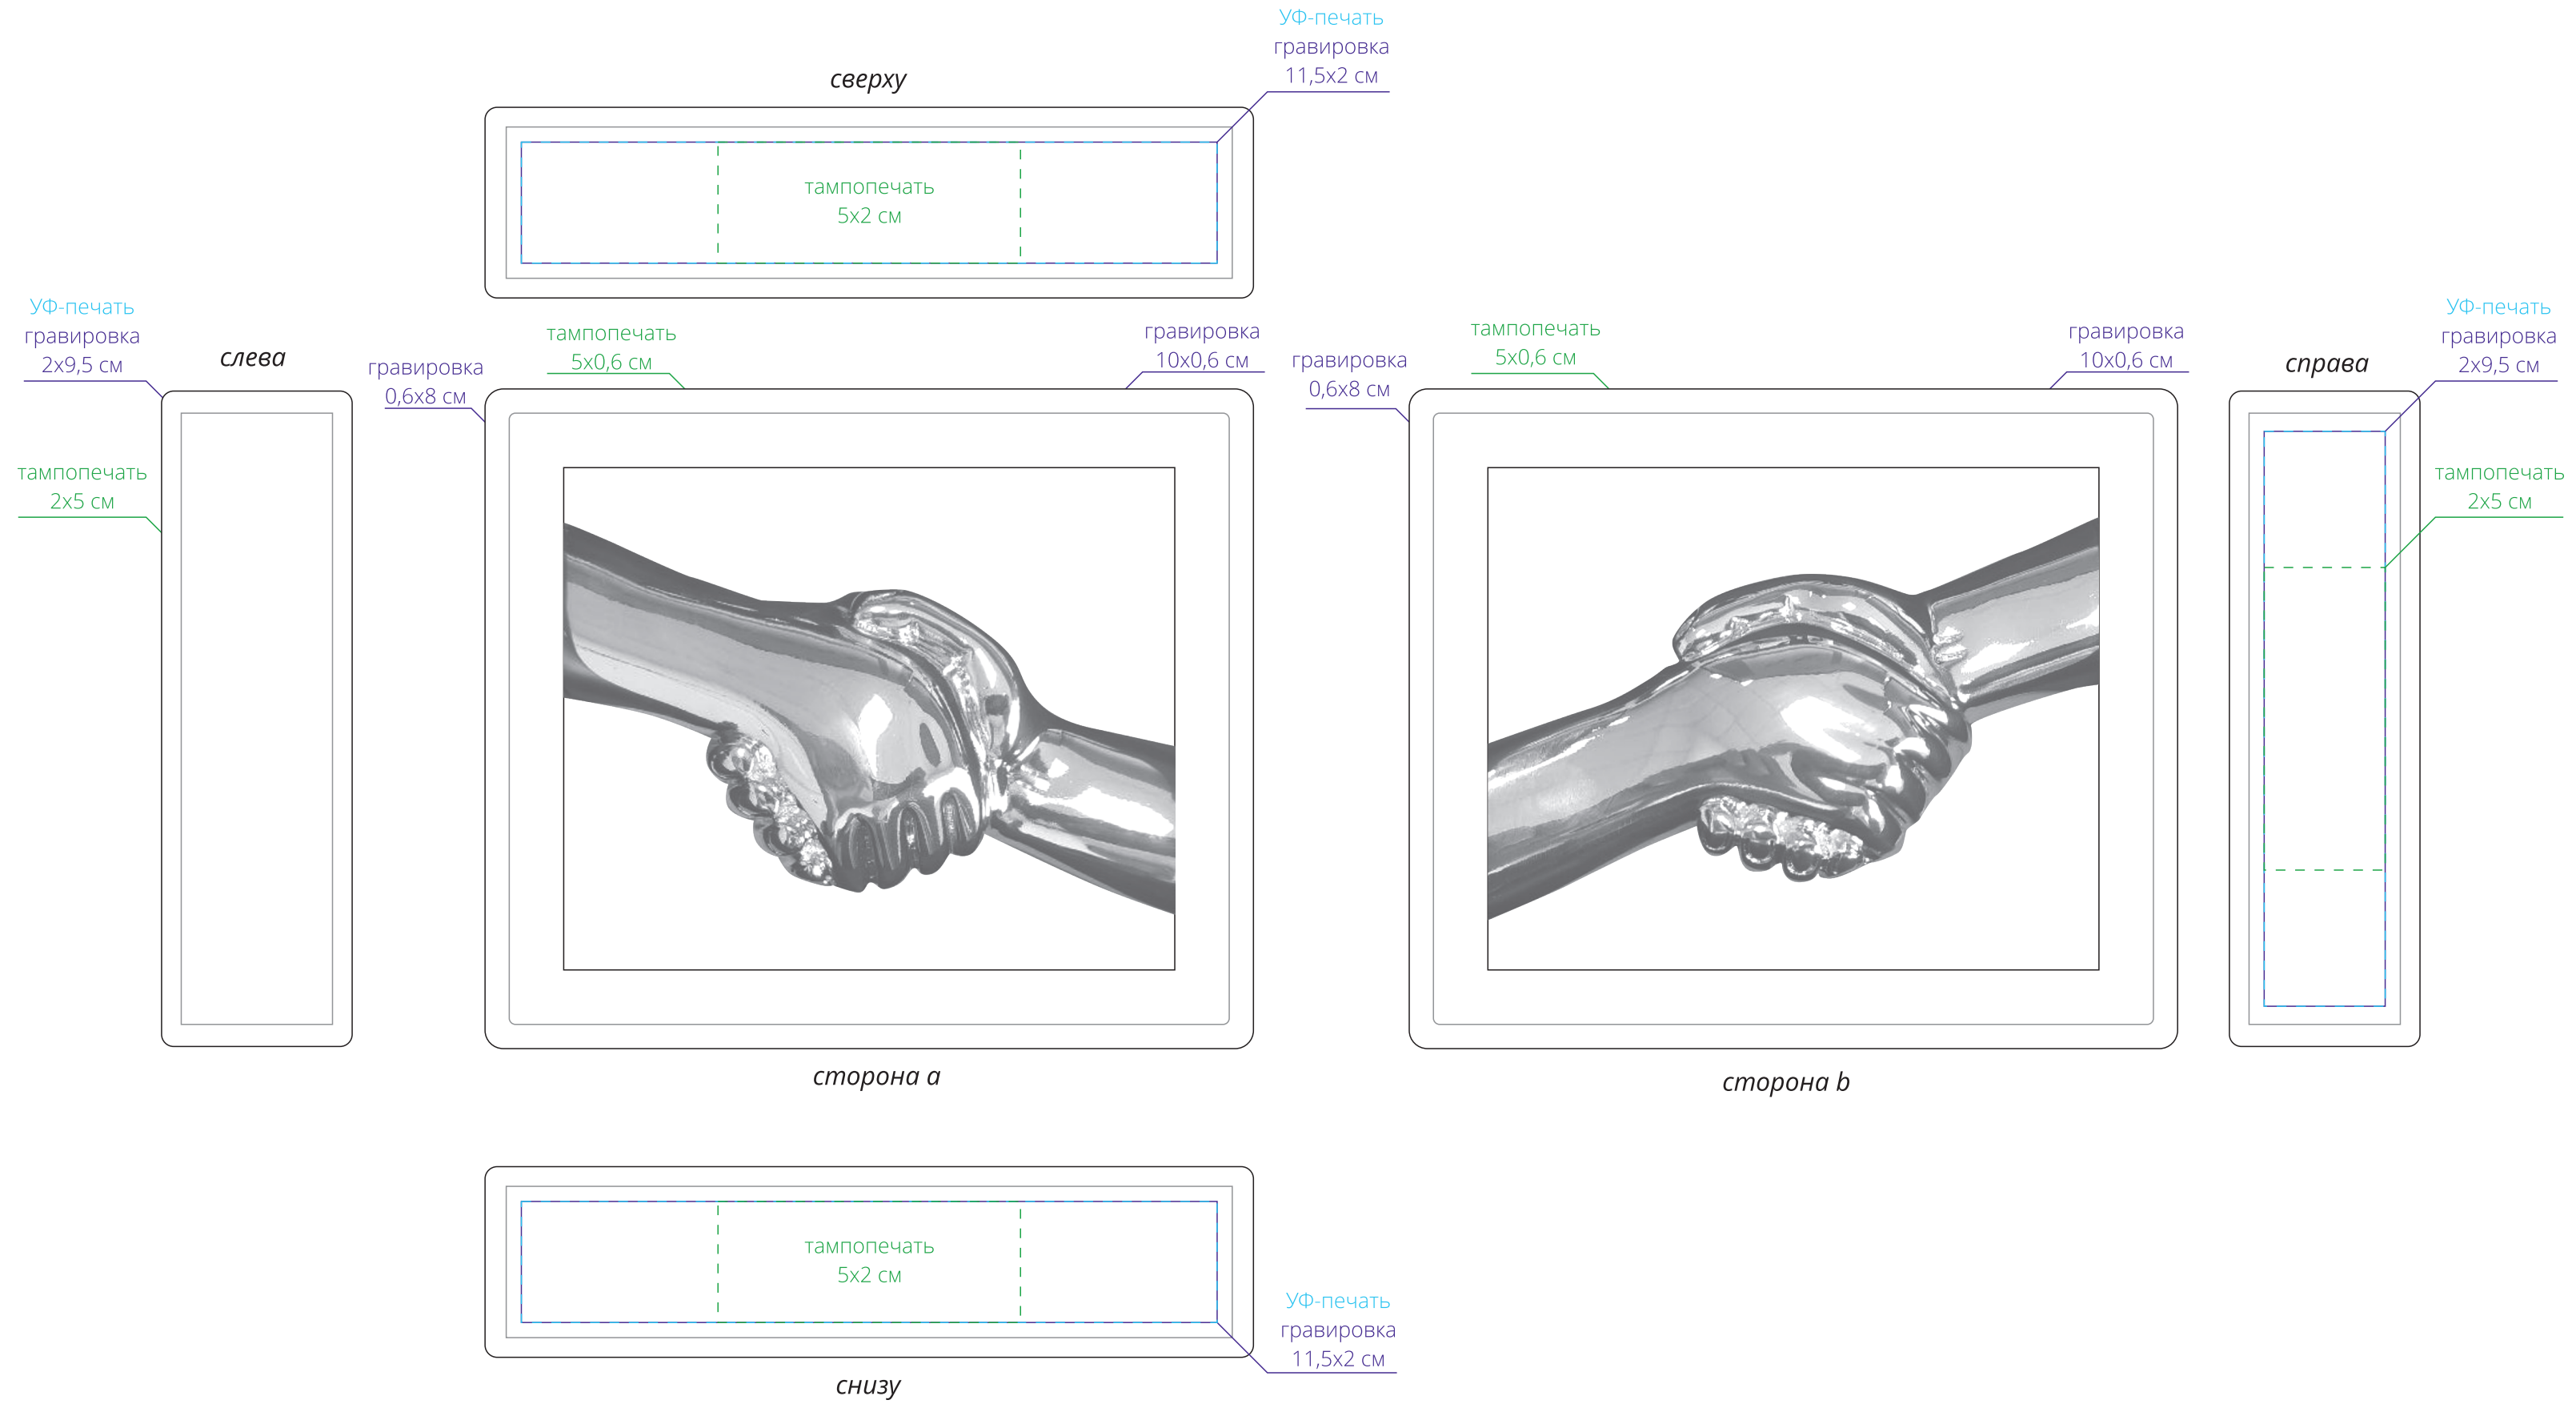 УФ-печать
гравировка
11,5х2 см
сверху
тампопечать
5х2 см
УФ-печать
гравировка
2х9,5 см
слева
тампопечать
2х5 см
гравировка
0,6х8 см
тампопечать
5х0,6 см
гравировка
10х0,6 см
сторона a
гравировка
0,6х8 см
тампопечать
5х0,6 см
гравировка
10х0,6 см
сторона b
справа
УФ-печать
гравировка
2х9,5 см
тампопечать
2х5 см
тампопечать
5х2 см
УФ-печать
гравировка
11,5х2 см
снизу